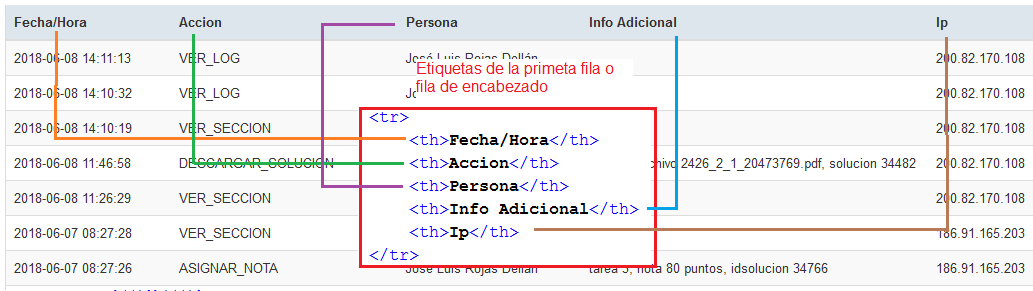 Fecha/Hora Accion Persona Info Adicional Ip
2018-06-08 14:11:13 VER_LOG José Luis Rojas Dellán 200.82.170.108
Etiquetas de la primeta fila o
fila de encabezado
2018-06-08 14:10:32 VER_LOG 200.82.170.108
2018-06-08 14:10:19 VER_SECCION 200.82.170.108
2018-06-08 11:46:58 DESCARGAR_SOLUCION 2426_2_1_20473769.pdf, solucion 34482 200.82.170.108
2018-06-08 11:26:29 VER_SECCION 200.82.170.108
2018-06-07 08:27:28 VER_SECCION 186.91.165.203
2018-06-07 08:27:26 ASIGNAR_NOTA José Luis Rojas Dellán tarea 5, nota 80 puntos, idsolucion 34766 186.91.165.203
<tr>
<th>Fecha/Hora</th>
<th>Accion</th>
<th>Persona</th>
<th>Info Adicional</th>
<th>Ip</th>
</tr>